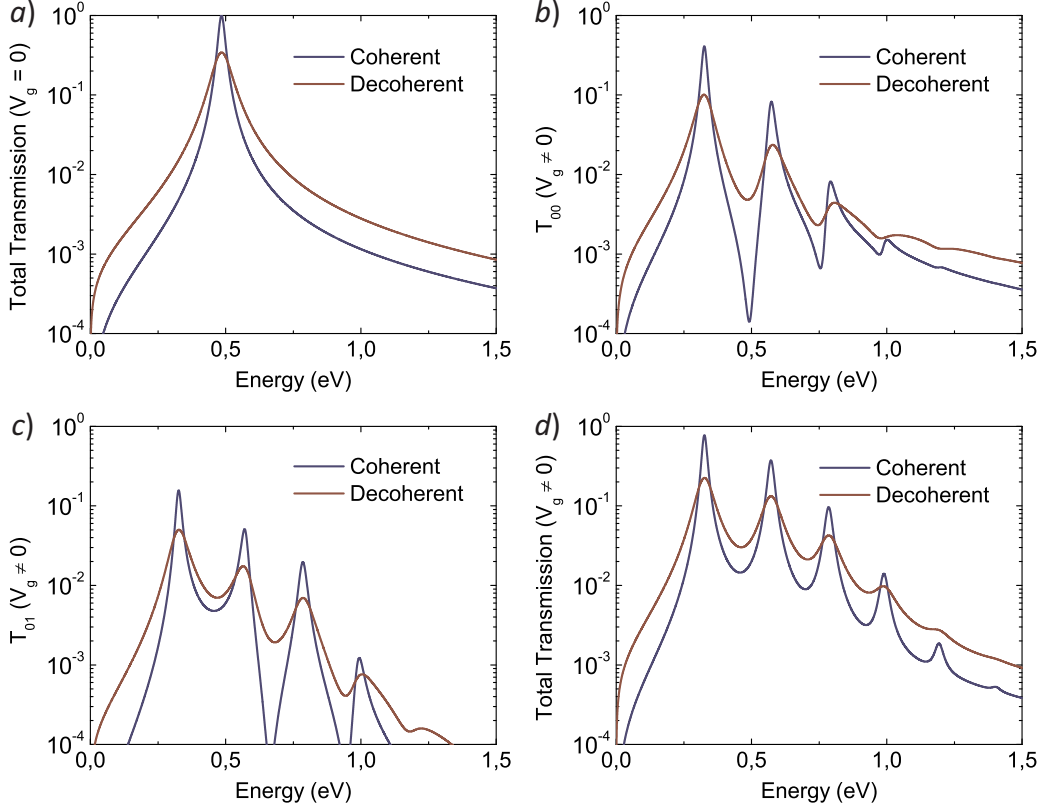 a)
Total Transmission (V_g = 0)
10^0
10^-1
10^-2
10^-3
10^-4
Coherent
Decoherent
0,0 0,5 1,0 1,5
Energy (eV)
b)
T_00 (V_g ≠ 0)
10^0
10^-1
10^-2
10^-3
10^-4
Coherent
Decoherent
0,0 0,5 1,0 1,5
Energy (eV)
c)
T_01 (V_g ≠ 0)
10^0
10^-1
10^-2
10^-3
10^-4
Coherent
Decoherent
0,0 0,5 1,0 1,5
Energy (eV)
d)
Total Transmission (V_g ≠ 0)
10^0
10^-1
10^-2
10^-3
10^-4
Coherent
Decoherent
0,0 0,5 1,0 1,5
Energy (eV)